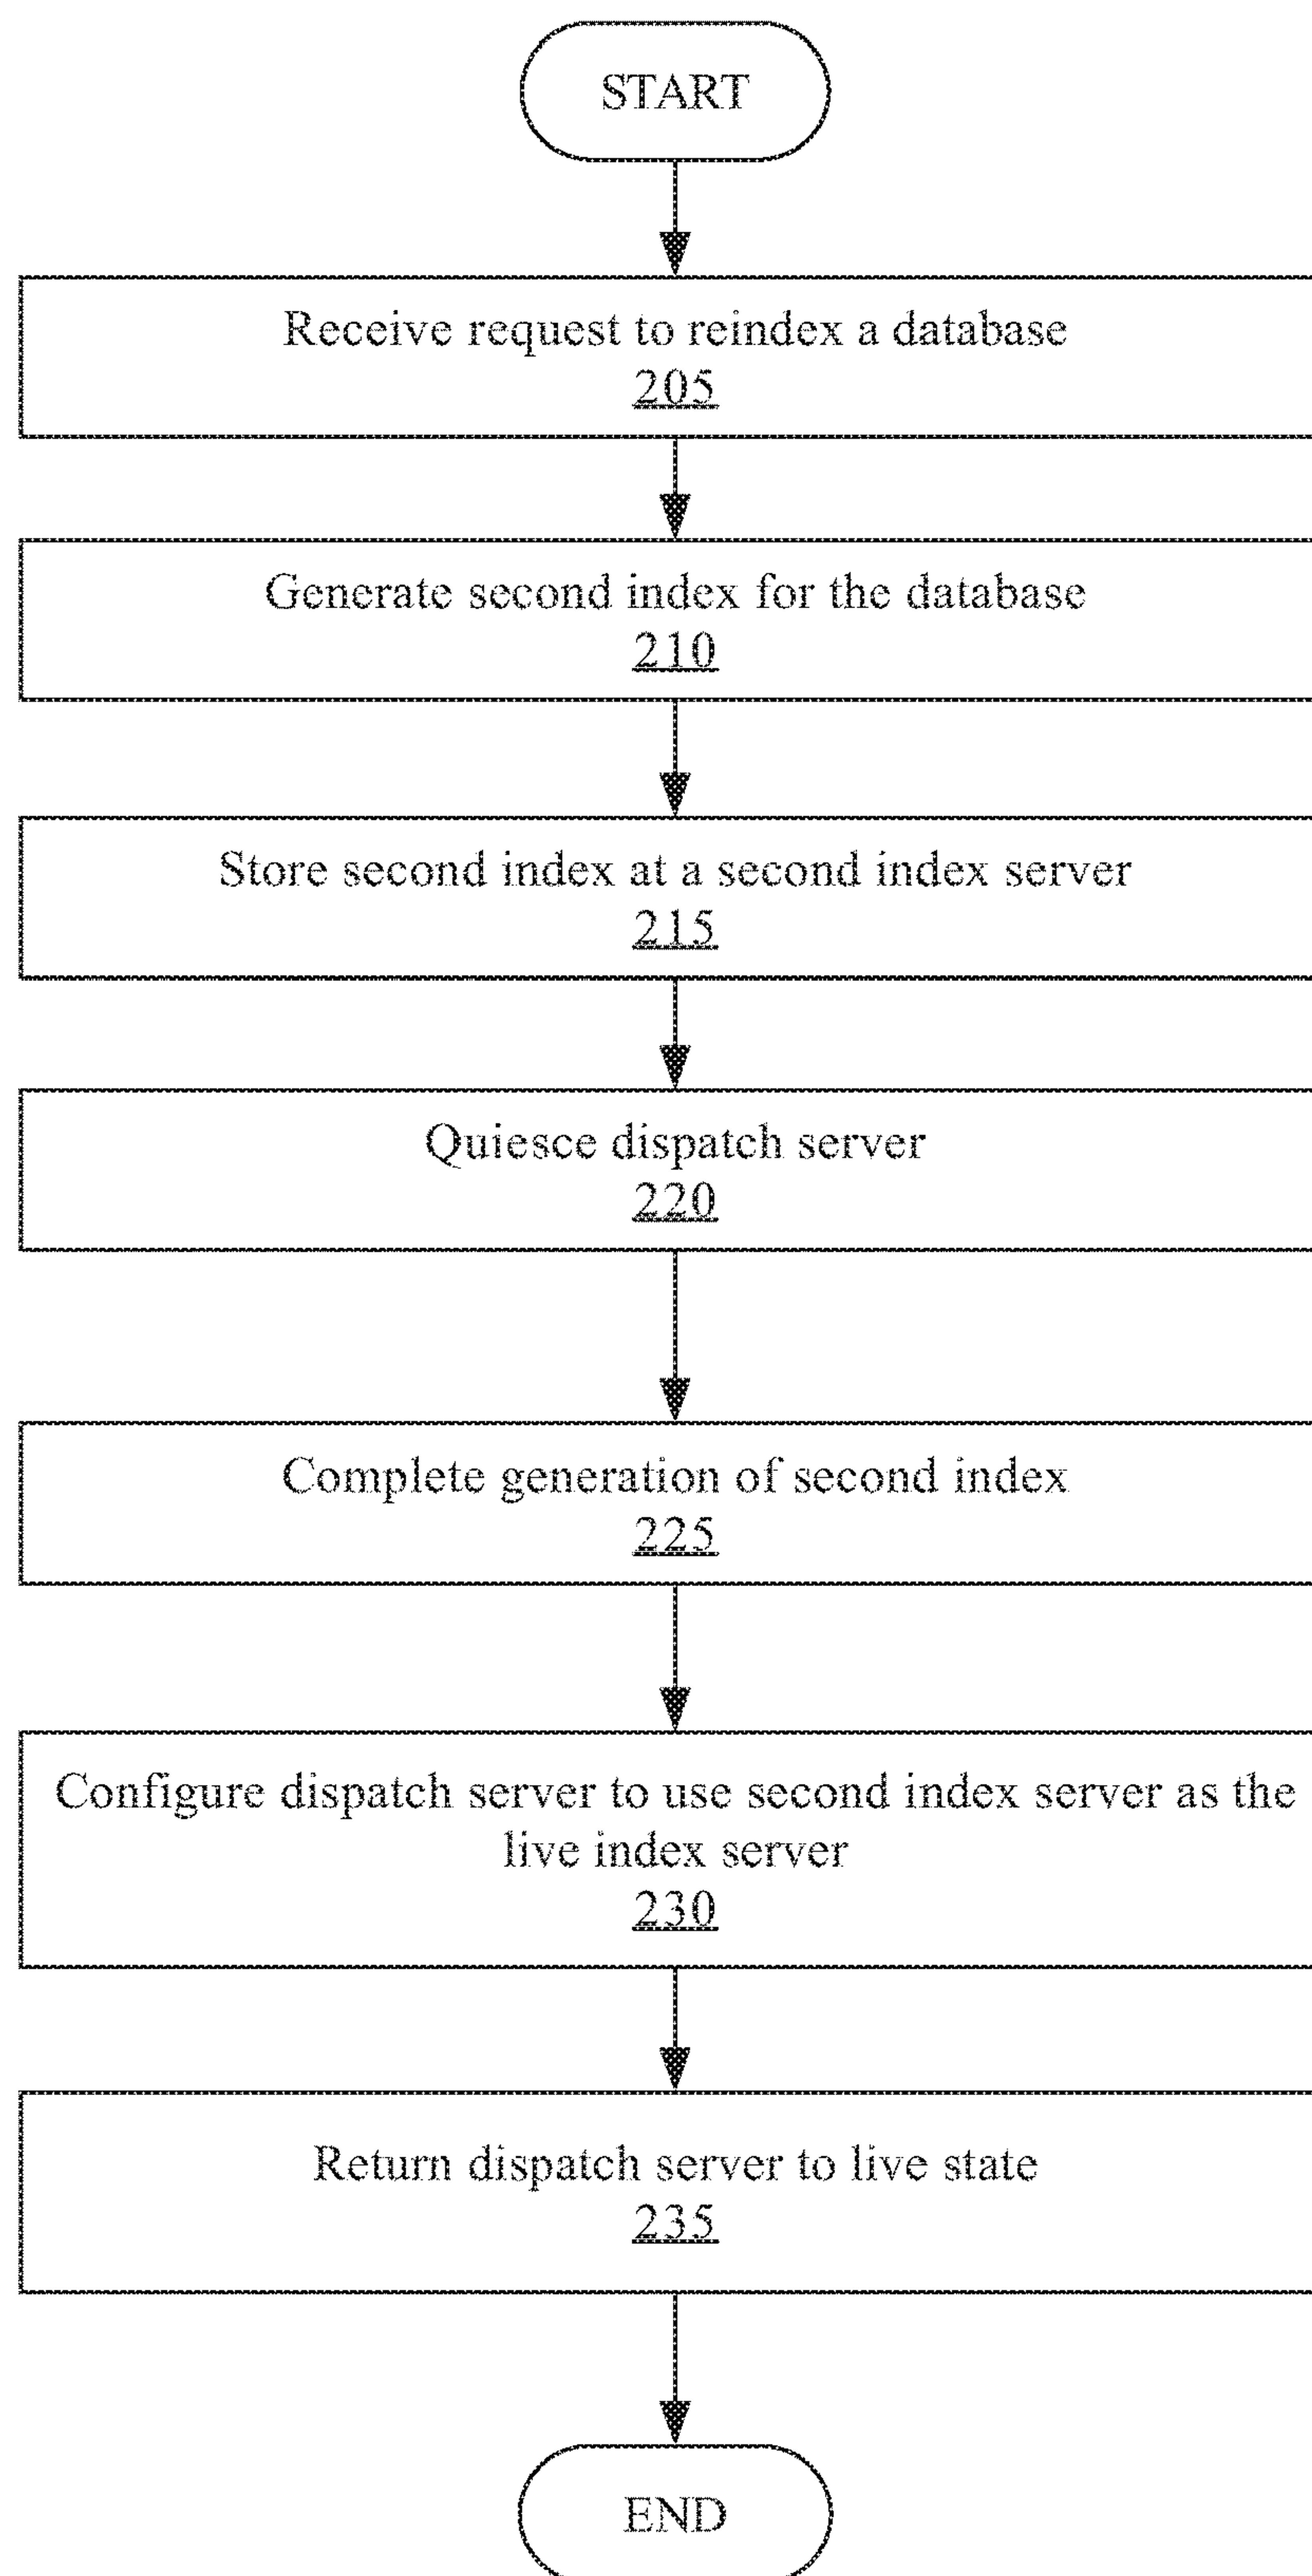 START
Receive request to reindex a database
205
Generate second index for the database
210
Store second index at a second index server
215
Quiesce dispatch server
220
Complete generation of second index
225
Configure dispatch server to use second index server as the
live index server
230
Return dispatch server to live state
235
END